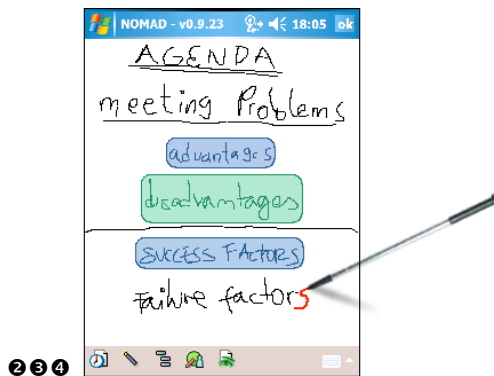 NOMAD - v0.9.23 18:05 ok
AGENDA
meeting Problems
advantages
disadvantages
SUCCESS FACTORS
Failure factors
❷❸❹